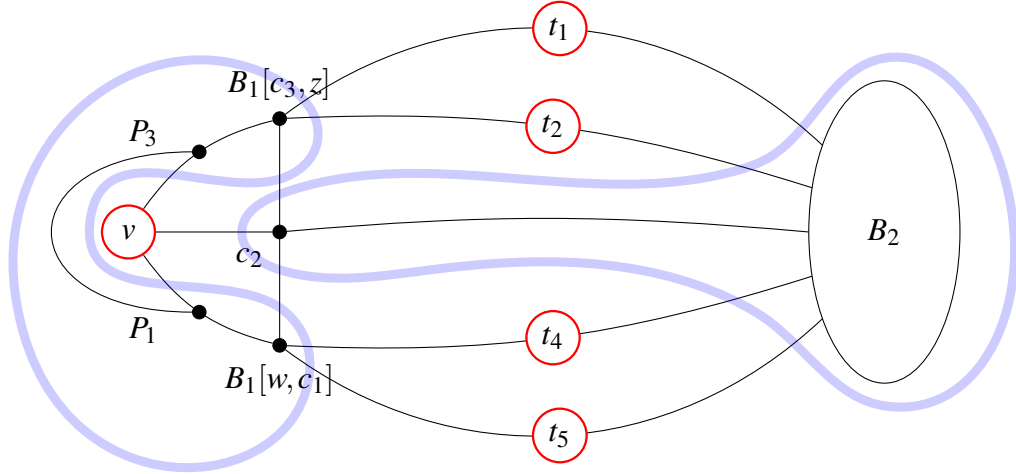 t₁
B₁[c₃, z]
t₂
P₃
v
c₂
B₂
P₁
t₄
B₁[w, c₁]
t₅